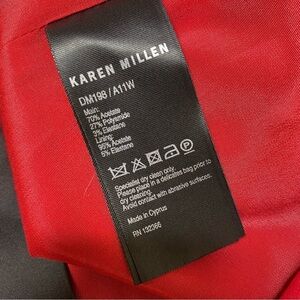 KAREN MILLEN
DM198 / A11W
Main:
70% Acetate
27% Polyamide
3% Elastane
Lining:
95% Acetate
5% Elastane
Specialist dry clean only
Please place in a delicates bag prior to
dry cleaning.
Avoid contact with abrasive surfaces.
Made in Cyprus
RN 132366